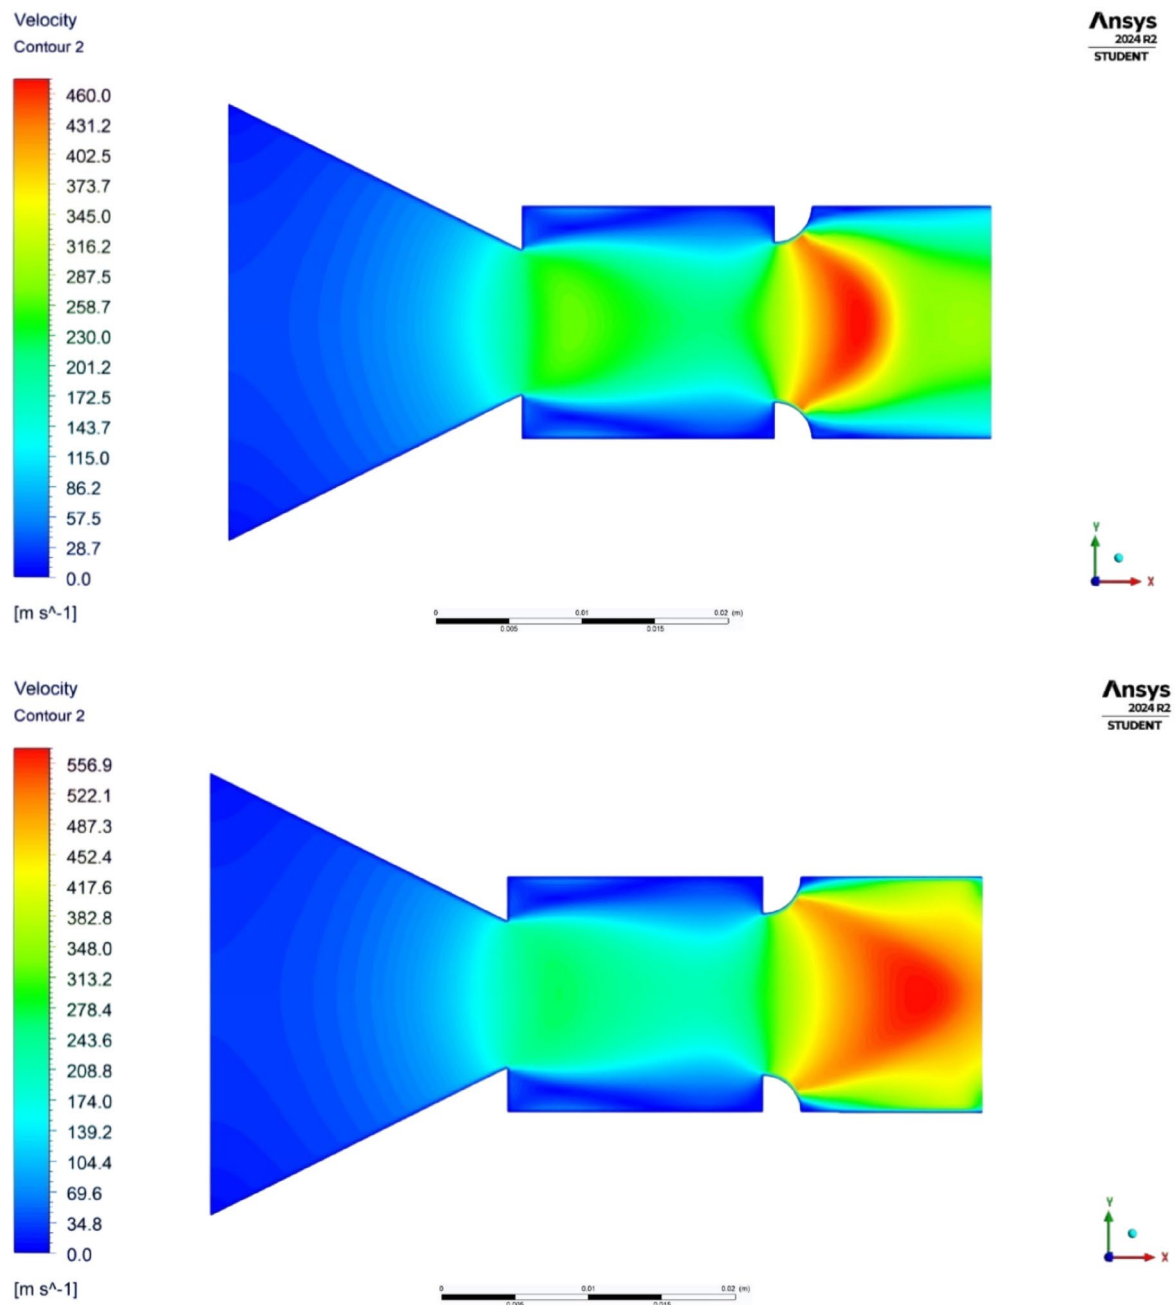 Velocity
Contour 2
Ansys
2024 R2
STUDENT
460.0
431.2
402.5
373.7
345.0
316.2
287.5
258.7
230.0
201.2
172.5
143.7
115.0
86.2
57.5
28.7
0.0
[m s^-1]
0 0.01 0.02 (m)
0.005 0.015
Y
X
Velocity
Contour 2
Ansys
2024 R2
STUDENT
556.9
522.1
487.3
452.4
417.6
382.8
348.0
313.2
278.4
243.6
208.8
174.0
139.2
104.4
69.6
34.8
0.0
[m s^-1]
0 0.01 0.02 (m)
0.005 0.015
Y
X